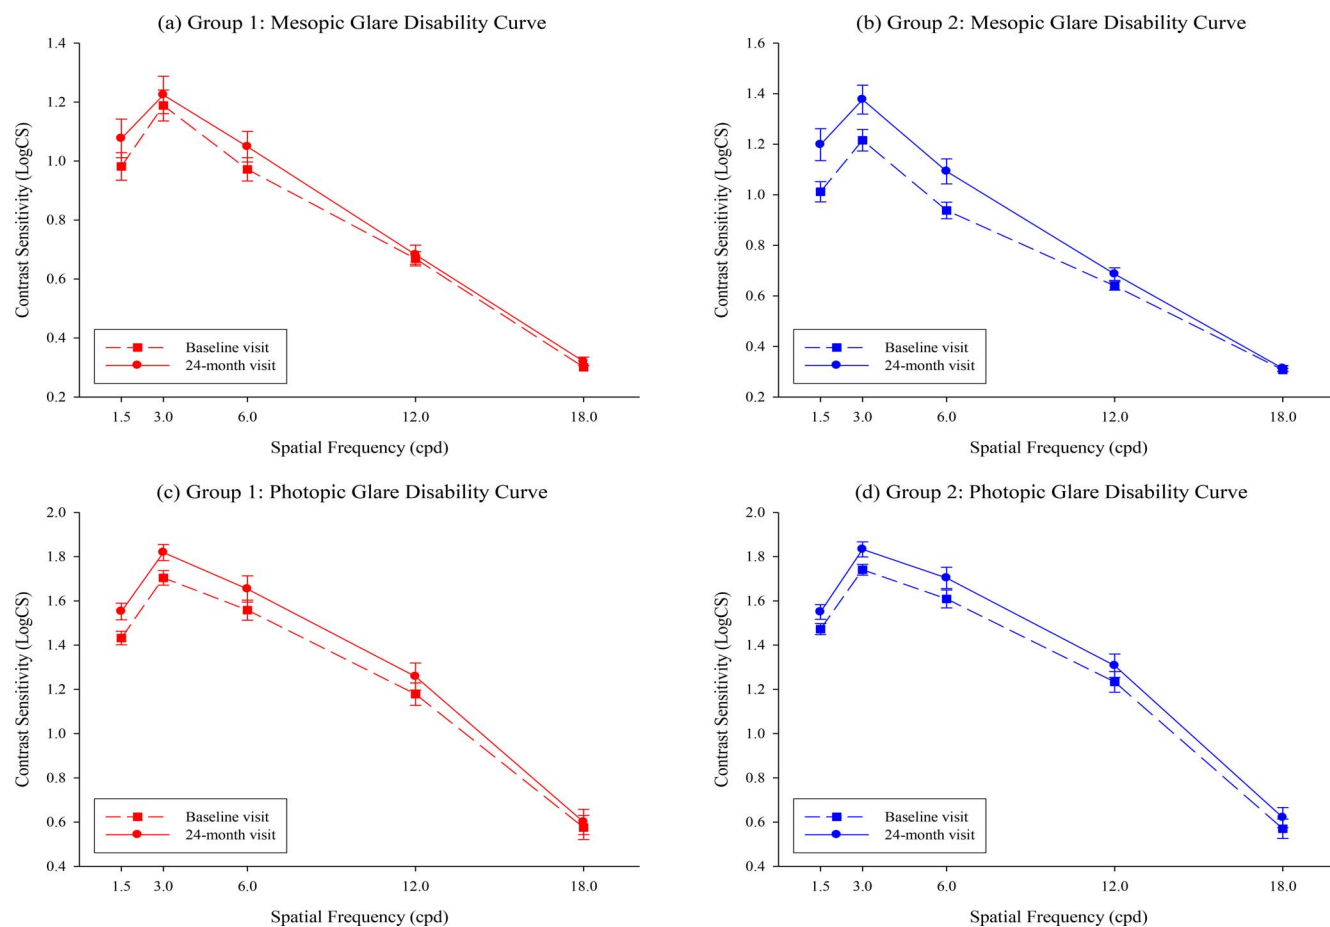 (a) Group 1: Mesopic Glare Disability Curve
Contrast Sensitivity (LogCS)
1.4
1.2
1.0
0.8
0.6
0.4
0.2
Baseline visit
24-month visit
1.5 3.0 6.0 12.0 18.0
Spatial Frequency (cpd)
(b) Group 2: Mesopic Glare Disability Curve
Contrast Sensitivity (LogCS)
1.6
1.4
1.2
1.0
0.8
0.6
0.4
0.2
Baseline visit
24-month visit
1.5 3.0 6.0 12.0 18.0
Spatial Frequency (cpd)
(c) Group 1: Photopic Glare Disability Curve
Contrast Sensitivity (LogCS)
2.0
1.8
1.6
1.4
1.2
1.0
0.8
0.6
0.4
Baseline visit
24-month visit
1.5 3.0 6.0 12.0 18.0
Spatial Frequency (cpd)
(d) Group 2: Photopic Glare Disability Curve
Contrast Sensitivity (LogCS)
2.0
1.8
1.6
1.4
1.2
1.0
0.8
0.6
0.4
Baseline visit
24-month visit
1.5 3.0 6.0 12.0 18.0
Spatial Frequency (cpd)